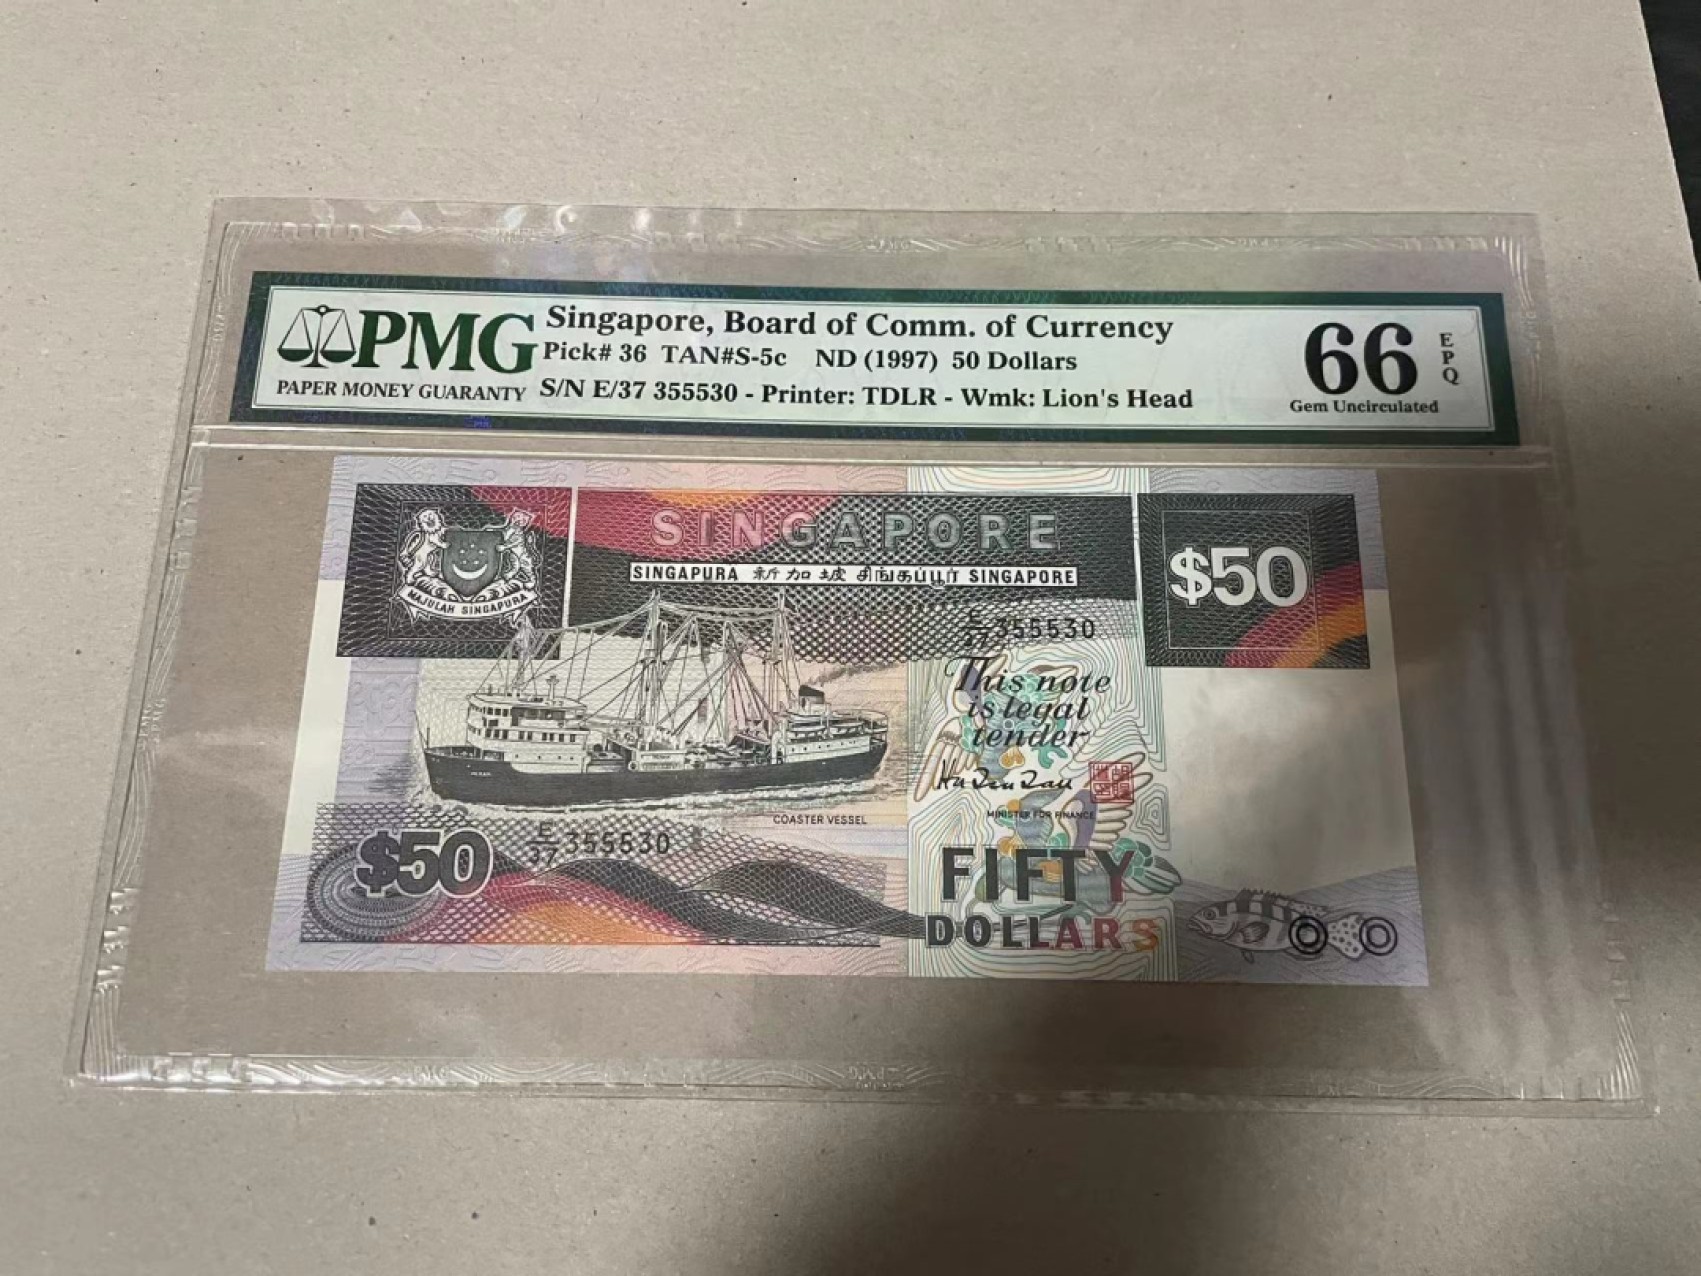 PMG
PAPER MONEY GUARANTY
Singapore, Board of Comm. of Currency
Pick# 36 TAN#S-5c ND (1997) 50 Dollars
S/N E/37 355530 - Printer: TDLR - Wmk: Lion's Head
66
EPQ
Gem Uncirculated
SINGAPORE
SINGAPURA 新加坡 சிங்கப்பூர் SINGAPORE
MAJULAH SINGAPURA
$50
E/37 355530
This note
is legal
tender
MINISTER FOR FINANCE
COASTER VESSEL
$50
E/37 355530
FIFTY
DOLLARS